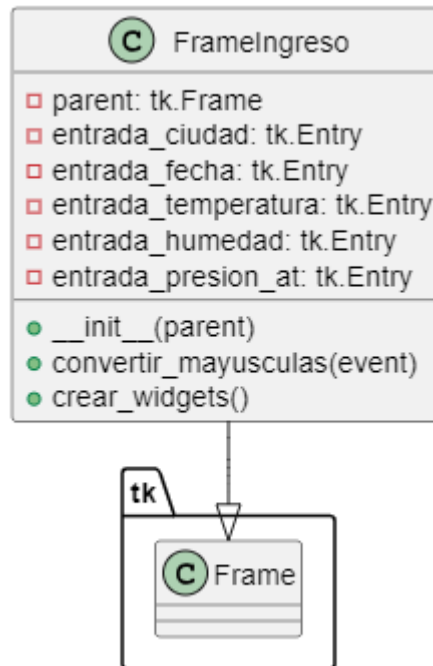 C FrameIngreso
parent: tk.Frame
entrada_ciudad: tk.Entry
entrada_fecha: tk.Entry
entrada_temperatura: tk.Entry
entrada_humedad: tk.Entry
entrada_presion_at: tk.Entry
__init__(parent)
convertir_mayusculas(event)
crear_widgets()
tk
C Frame